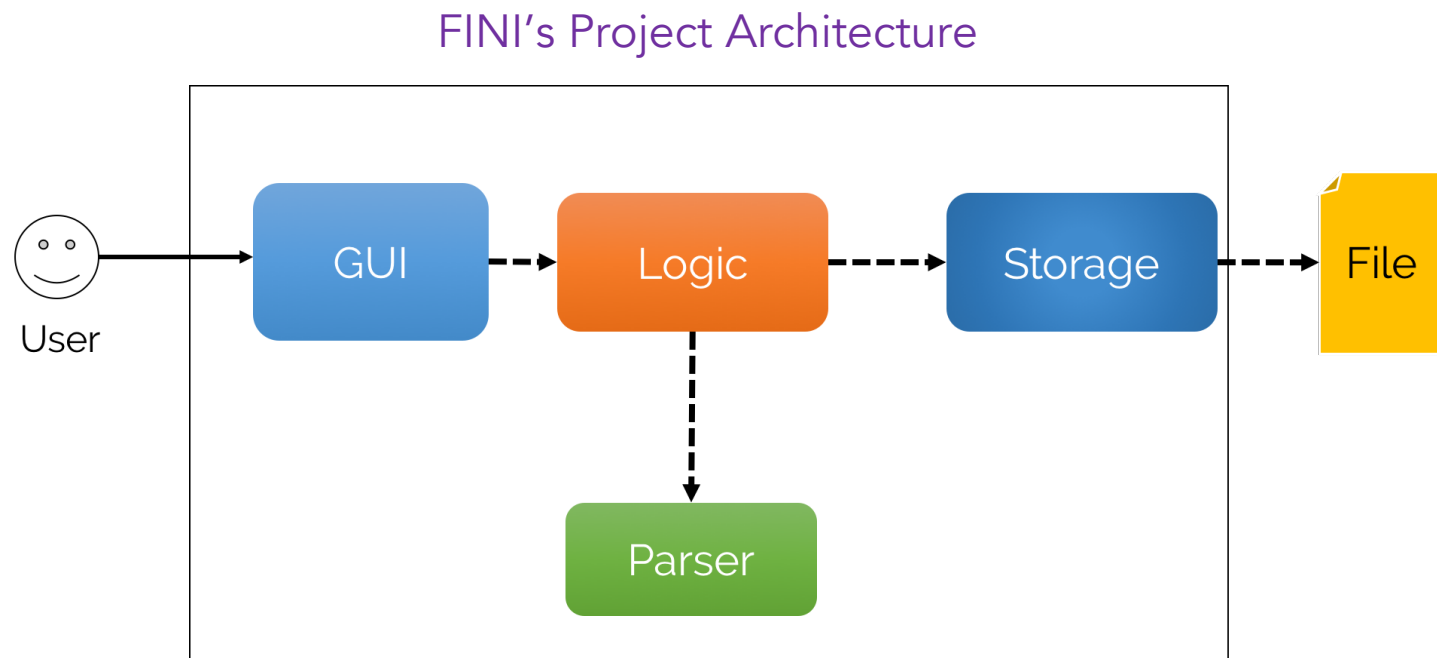 FINI’s Project Architecture
GUI
Logic
Storage
File
User
Parser